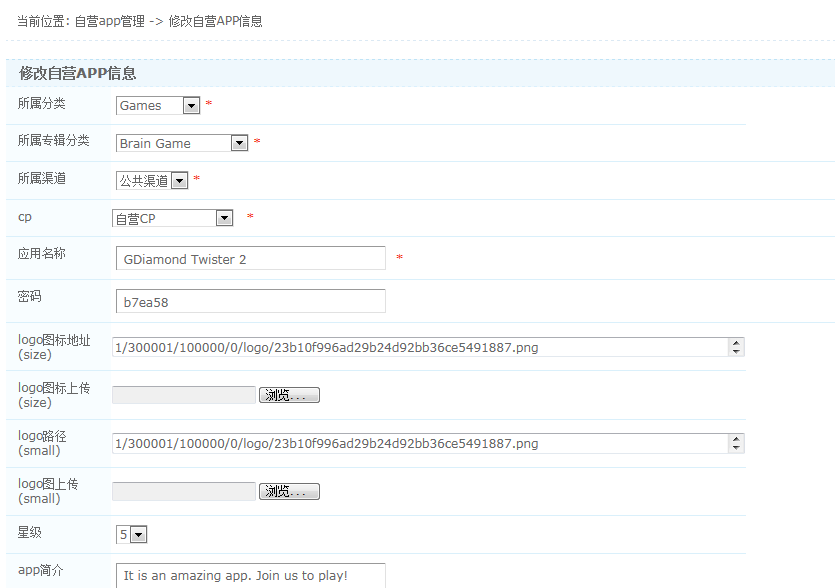 当前位置: 自营app管理 -> 修改自营APP信息
修改自营APP信息
所属分类 Games *
所属专辑分类 Brain Game *
所属渠道 公共渠道 *
cp 自营CP *
应用名称 GDiamond Twister 2 *
密码 b7ea58
logo图标地址 1/300001/100000/0/logo/23b10f996ad29b24d92bb36ce5491887.png
(size)
logo图标上传 浏览...
(size)
logo路径 1/300001/100000/0/logo/23b10f996ad29b24d92bb36ce5491887.png
(small)
logo图上传 浏览...
(small)
星级 5
app简介 It is an amazing app. Join us to play!